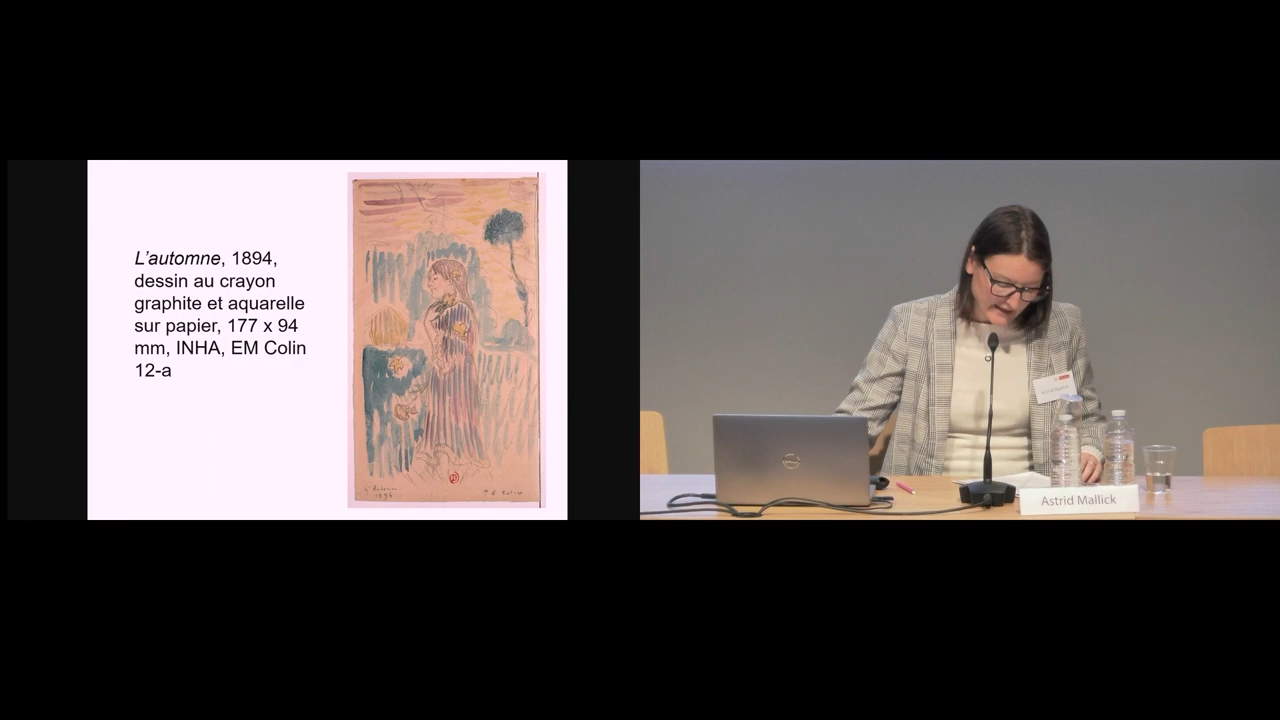 L’automne, 1894,
dessin au crayon
graphite et aquarelle
sur papier, 177 x 94
mm, INHA, EM Colin
12-a
1894
Astrid Mallick